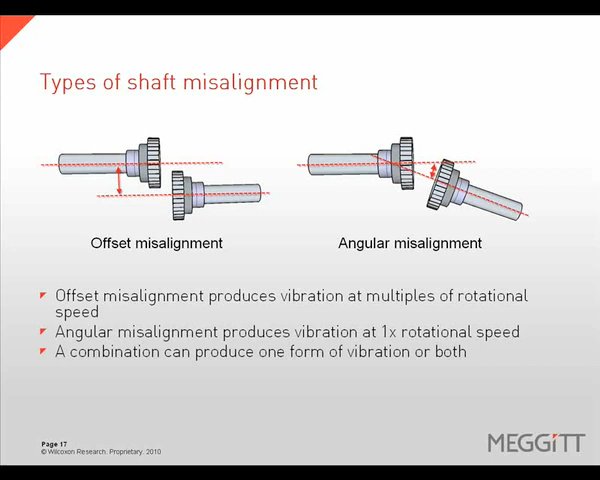 Types of shaft misalignment
Offset misalignment
Angular misalignment
Offset misalignment produces vibration at multiples of rotational
speed
Angular misalignment produces vibration at 1x rotational speed
A combination can produce one form of vibration or both
Page 17
© Wilcoxon Research. Proprietary. 2010
MEGGITT